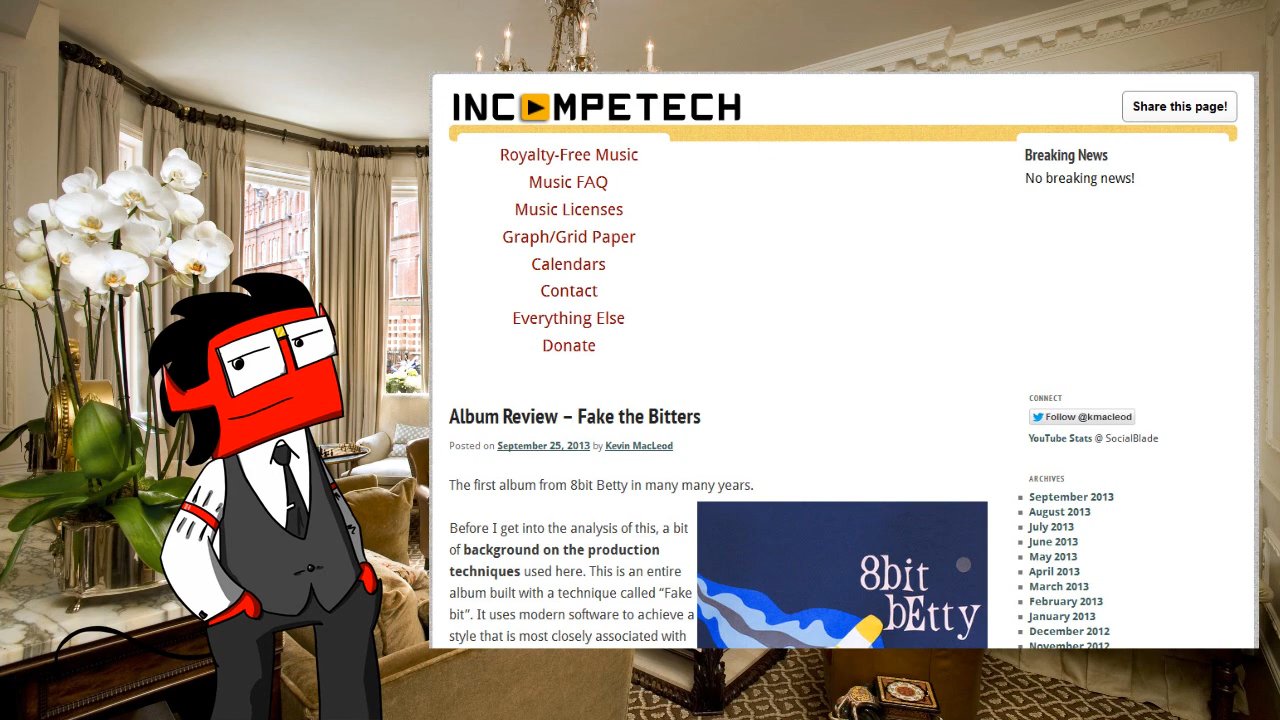 INCOMPETECH
Share this page!
Royalty-Free Music
Music FAQ
Music Licenses
Graph/Grid Paper
Calendars
Contact
Everything Else
Donate
Breaking News
No breaking news!
Album Review – Fake the Bitters
Posted on September 25, 2013 by Kevin MacLeod
The first album from 8bit Betty in many many years.
Before I get into the analysis of this, a bit
of background on the production
techniques used here. This is an entire
album built with a technique called “Fake
bit”. It uses modern software to achieve a
style that is most closely associated with
8bit
bEtty
CONNECT
Follow @kmacleod
YouTube Stats @ SocialBlade
ARCHIVES
September 2013
August 2013
July 2013
June 2013
May 2013
April 2013
March 2013
February 2013
January 2013
December 2012
November 2012